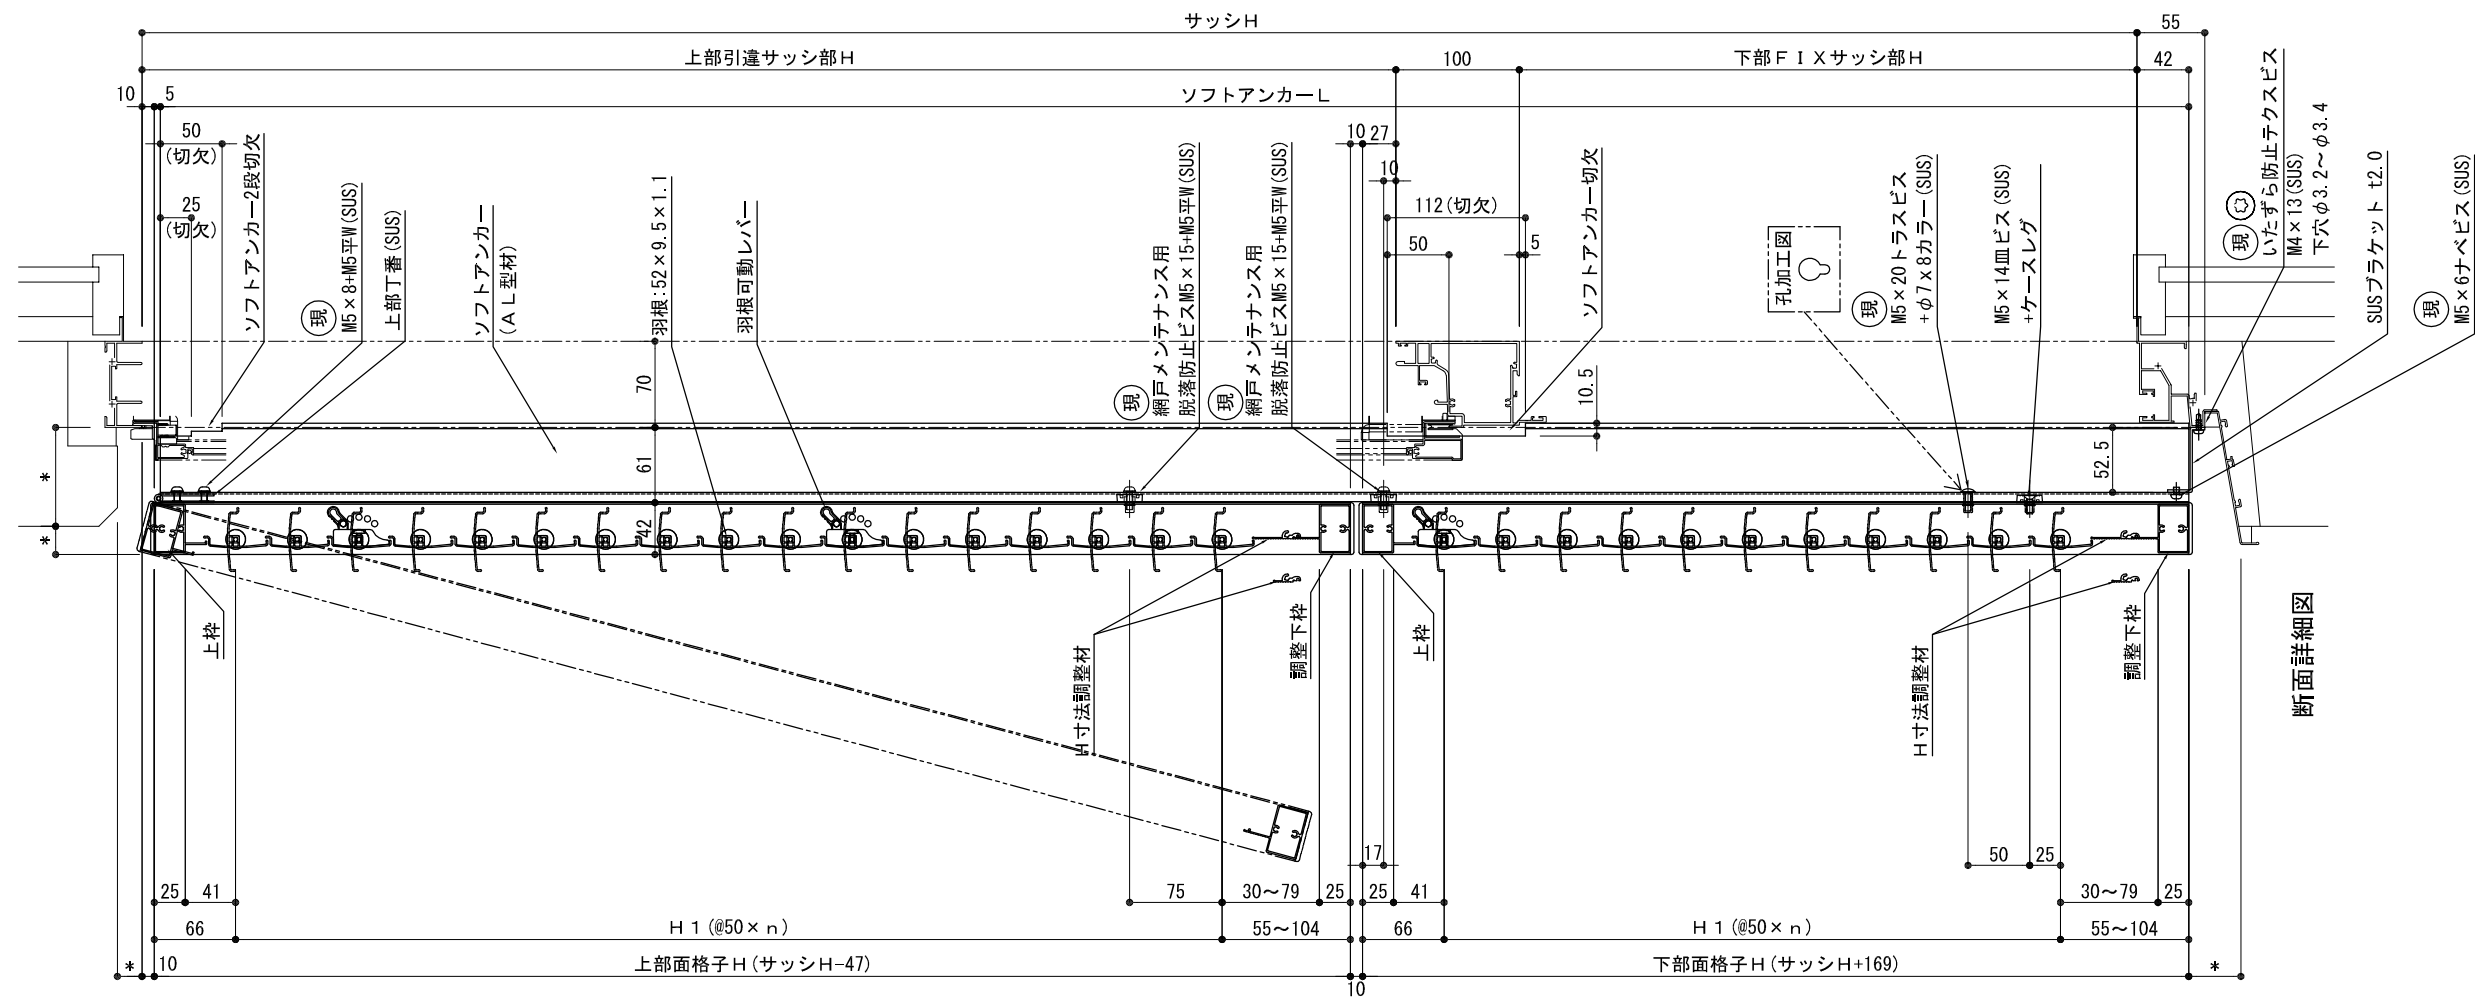 サッシH
55
上部引違サッシ部H
100
下部FIXサッシ部H
42
10
5
ソフトアンカーL
50
(切欠)
25
(切欠)
ソフトアンカー2段切欠
現
M5×8+M5平W(SUS)
上部丁番(SUS)
ソフトアンカー
(AL型材)
羽根:52×9.5×1.1
羽根可動レバー
現
網戸メンテナンス用
脱落防止ビスM5×15+M5平W(SUS)
現
網戸メンテナンス用
脱落防止ビスM5×15+M5平W(SUS)
10
27
10
112(切欠)
50
5
ソフトアンカー切欠
孔加工図
現
M5×20トラスビス
+φ7x8カラー(SUS)
M5×14皿ビス(SUS)
+ケースレグ
現
いたずら防止テクスビス
M4×13(SUS)
下穴φ3.2~φ3.4
SUSブラケット t2.0
現
M5×6ナベビス(SUS)
70
61
42
10.5
52.5
*
*
上枠
H寸法調整材
調整下枠
上枠
H寸法調整材
調整下枠
断面詳細図
17
50
25
25
41
75
30~79
25
25
41
30~79
25
66
H1(@50×n)
55~104
66
H1(@50×n)
55~104
*
10
上部面格子H(サッシH-47)
10
下部面格子H(サッシH+169)
*